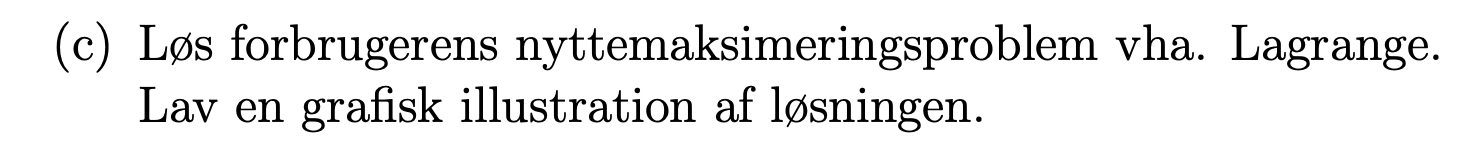 (c) Løs forbrugerens nyttemaksimeringsproblem vha. Lagrange.
Lav en grafisk illustration af løsningen.